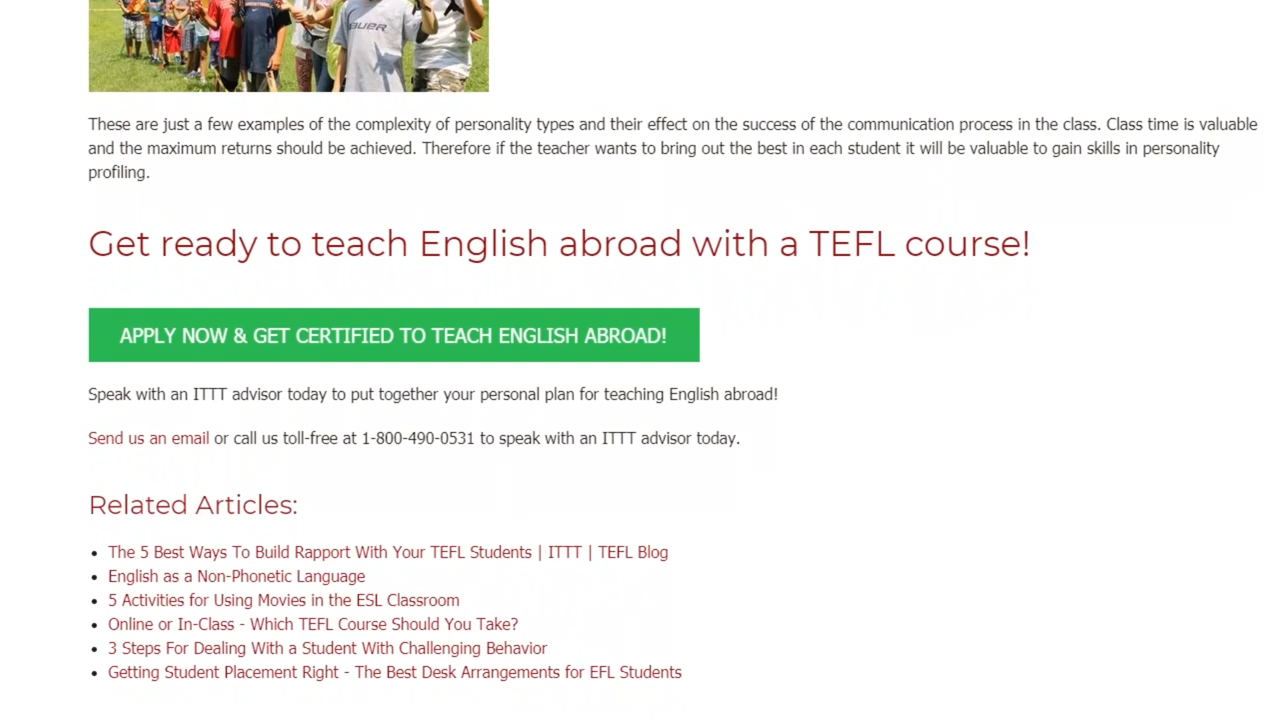 BAUER
These are just a few examples of the complexity of personality types and their effect on the success of the communication process in the class. Class time is valuable
and the maximum returns should be achieved. Therefore if the teacher wants to bring out the best in each student it will be valuable to gain skills in personality
profiling.
Get ready to teach English abroad with a TEFL course!
APPLY NOW & GET CERTIFIED TO TEACH ENGLISH ABROAD!
Speak with an ITTT advisor today to put together your personal plan for teaching English abroad!
Send us an email or call us toll-free at 1-800-490-0531 to speak with an ITTT advisor today.
Related Articles:
• The 5 Best Ways To Build Rapport With Your TEFL Students | ITTT | TEFL Blog
• English as a Non-Phonetic Language
• 5 Activities for Using Movies in the ESL Classroom
• Online or In-Class - Which TEFL Course Should You Take?
• 3 Steps For Dealing With a Student With Challenging Behavior
• Getting Student Placement Right - The Best Desk Arrangements for EFL Students